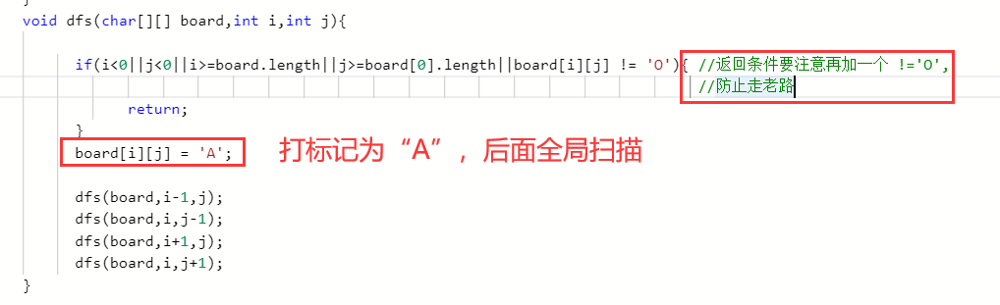 }
void dfs(char[][] board,int i,int j){
if(i<0||j<0||i>=board.length||j>=board[0].length||board[i][j] != 'O'){ //返回条件要注意再加一个 !='O',
//防止走老路
return;
}
board[i][j] = 'A'; 打标记为“A”，后面全局扫描
dfs(board,i-1,j);
dfs(board,i,j-1);
dfs(board,i+1,j);
dfs(board,i,j+1);
}